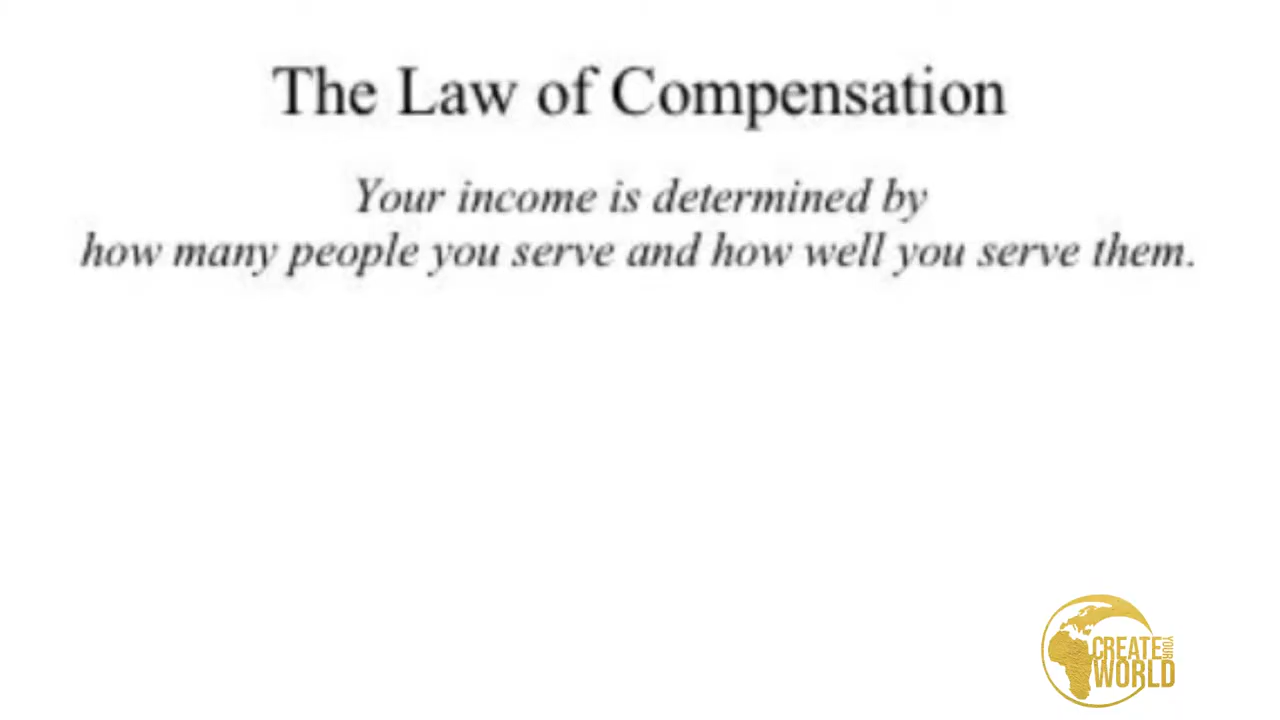 The Law of Compensation
Your income is determined by
how many people you serve and how well you serve them.
CREATE YOUR
WORLD